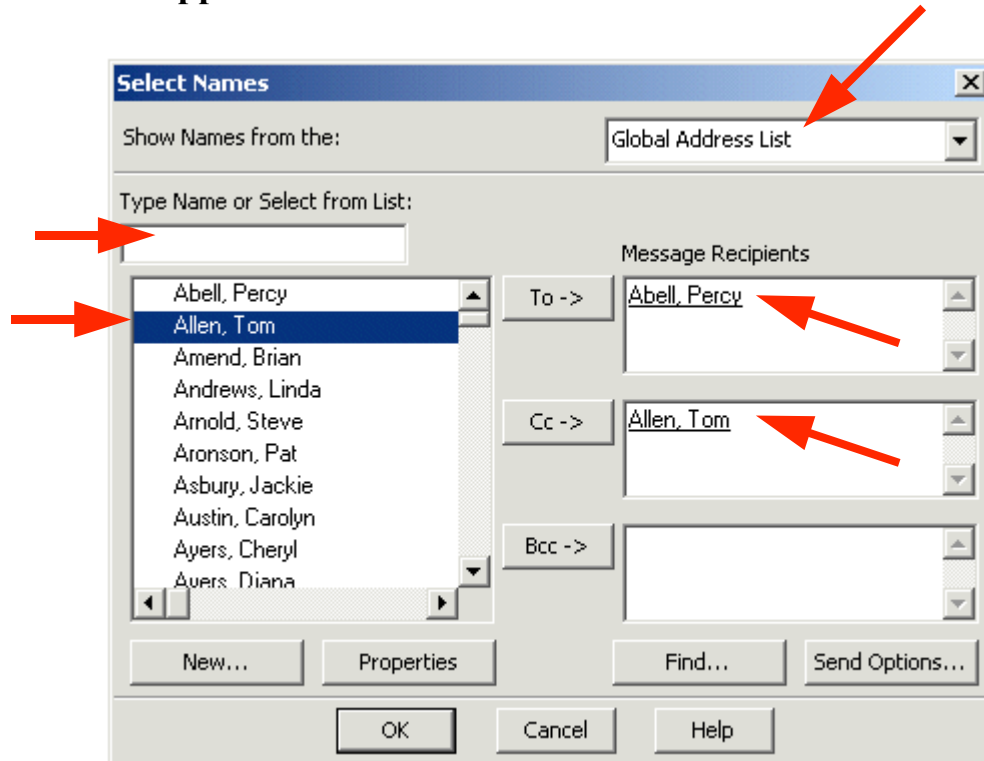 Select Names
Show Names from the:
Global Address List
Type Name or Select from List:
Message Recipients
Abell, Percy
Allen, Tom
Amend, Brian
Andrews, Linda
Arnold, Steve
Aronson, Pat
Asbury, Jackie
Austin, Carolyn
Ayers, Cheryl
Ayers, Diana
To ->
Abell, Percy
Cc ->
Allen, Tom
Bcc ->
New...
Properties
Find...
Send Options...
OK
Cancel
Help